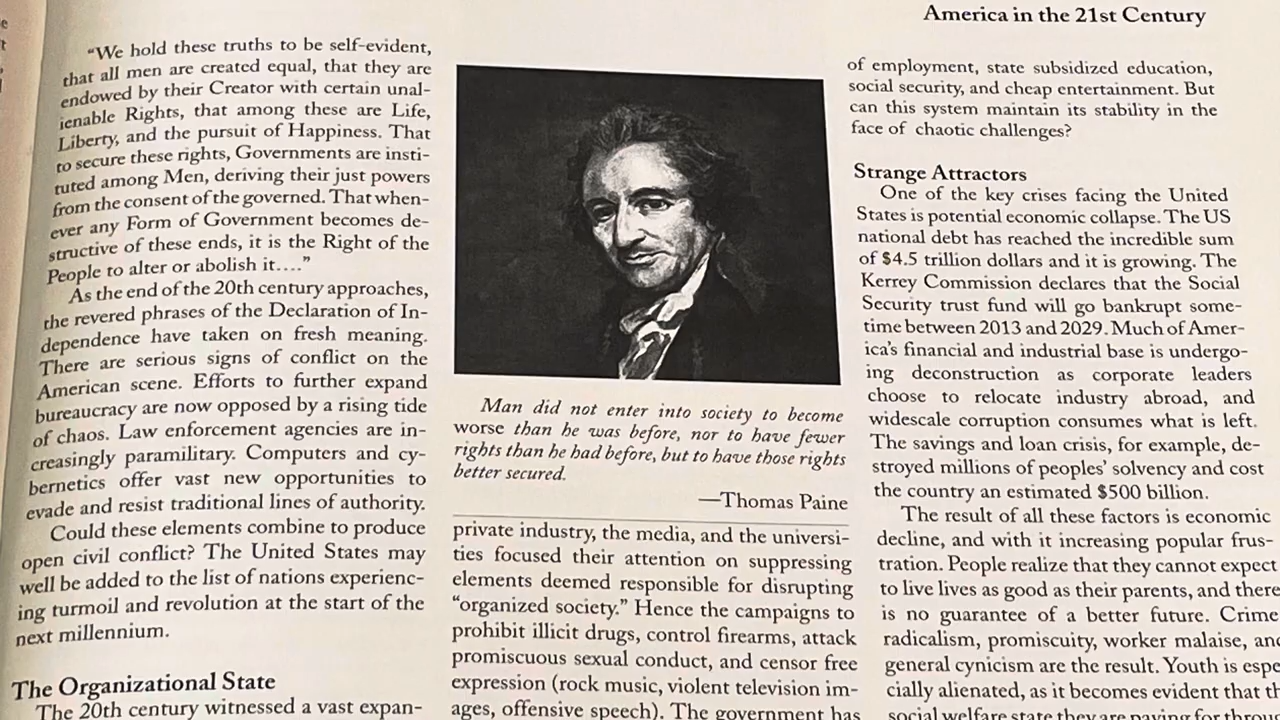 America in the 21st Century
“We hold these truths to be self-evident,
that all men are created equal, that they are
endowed by their Creator with certain unal-
ienable Rights, that among these are Life,
Liberty, and the pursuit of Happiness. That
to secure these rights, Governments are insti-
tuted among Men, deriving their just powers
from the consent of the governed. That when-
ever any Form of Government becomes de-
structive of these ends, it is the Right of the
People to alter or abolish it....”
As the end of the 20th century approaches,
the revered phrases of the Declaration of In-
dependence have taken on fresh meaning.
There are serious signs of conflict on the
American scene. Efforts to further expand
bureaucracy are now opposed by a rising tide
of chaos. Law enforcement agencies are in-
creasingly paramilitary. Computers and cy-
bernetics offer vast new opportunities to
evade and resist traditional lines of authority.
Could these elements combine to produce
open civil conflict? The United States may
well be added to the list of nations experienc-
ing turmoil and revolution at the start of the
next millennium.
The Organizational State
The 20th century witnessed a vast expan-
Man did not enter into society to become
worse than he was before, nor to have fewer
rights than he had before, but to have those rights
better secured.
—Thomas Paine
private industry, the media, and the universi-
ties focused their attention on suppressing
elements deemed responsible for disrupting
“organized society.” Hence the campaigns to
prohibit illicit drugs, control firearms, attack
promiscuous sexual conduct, and censor free
expression (rock music, violent television im-
ages, offensive speech). The government has
of employment, state subsidized education,
social security, and cheap entertainment. But
can this system maintain its stability in the
face of chaotic challenges?
Strange Attractors
One of the key crises facing the United
States is potential economic collapse. The US
national debt has reached the incredible sum
of $4.5 trillion dollars and it is growing. The
Kerrey Commission declares that the Social
Security trust fund will go bankrupt some-
time between 2013 and 2029. Much of Amer-
ica’s financial and industrial base is undergo-
ing deconstruction as corporate leaders
choose to relocate industry abroad, and
widescale corruption consumes what is left.
The savings and loan crisis, for example, de-
stroyed millions of peoples’ solvency and cost
the country an estimated $500 billion.
The result of all these factors is economic
decline, and with it increasing popular frus-
tration. People realize that they cannot expect
to live lives as good as their parents, and there
is no guarantee of a better future. Crime
radicalism, promiscuity, worker malaise, and
general cynicism are the result. Youth is espe
cially alienated, as it becomes evident that th
social welfare state they are paying for throu